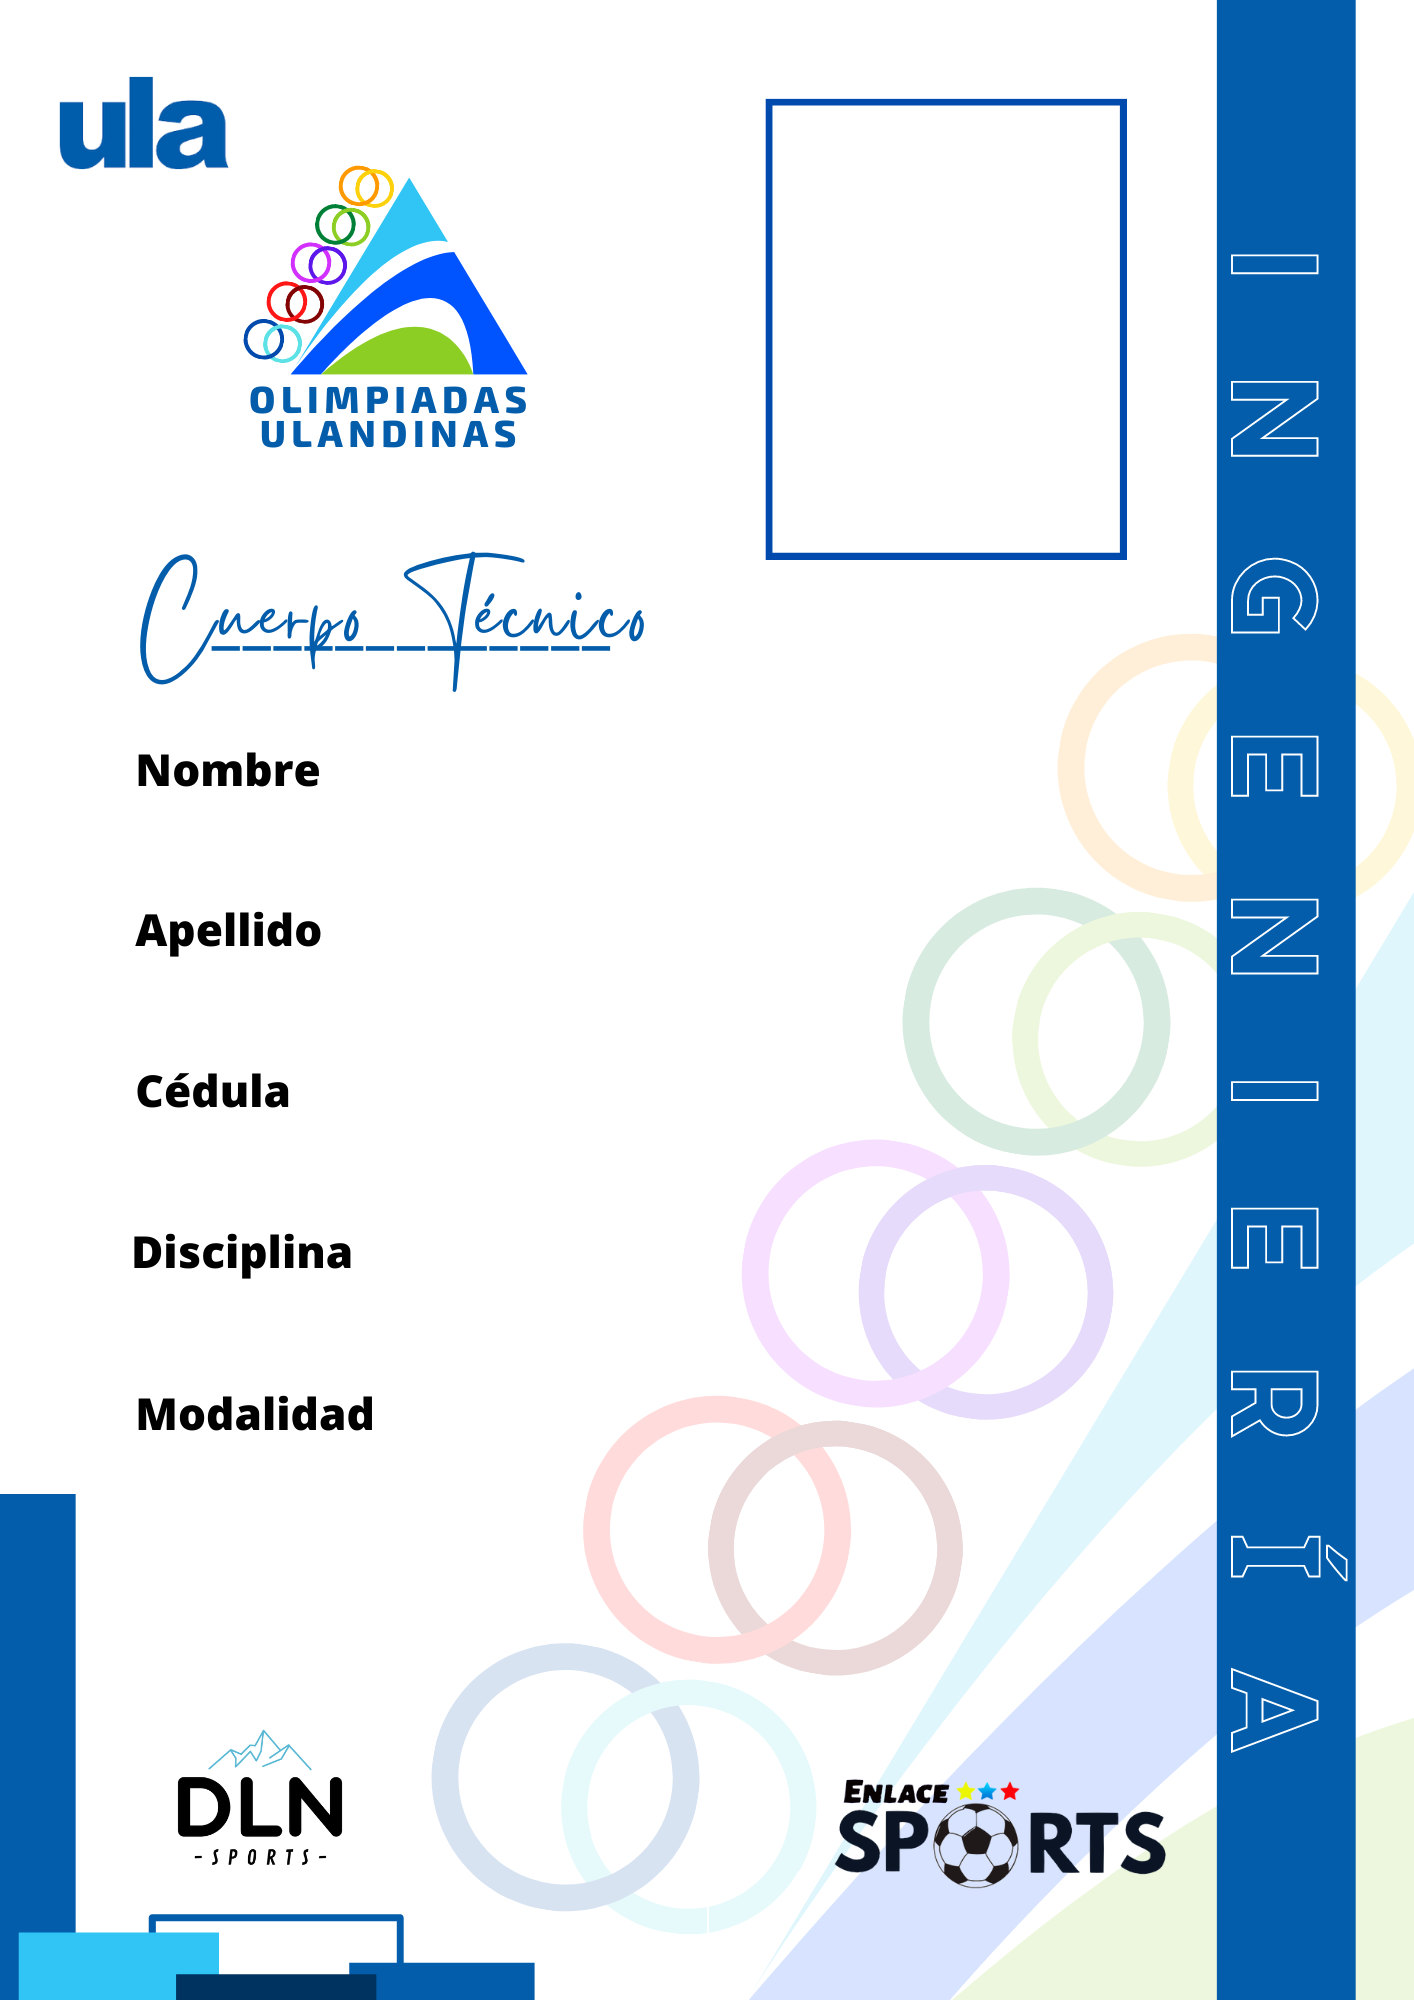 ula
OLIMPIADAS
ULANDINAS
Cuerpo Técnico
Nombre
Apellido
Cédula
Disciplina
Modalidad
DLN
-SPORTS-
ENLACE
SPORTS
INGENIERÍA